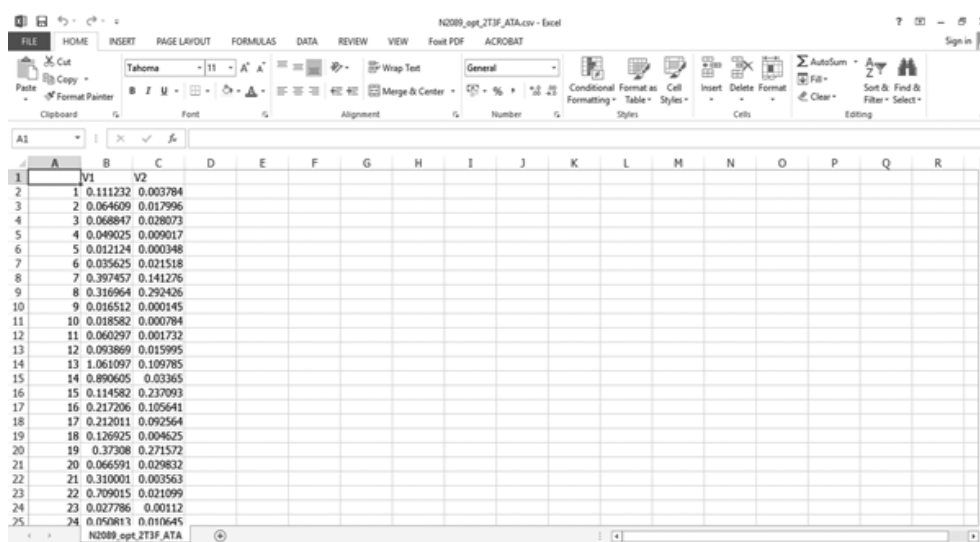 N2089_opt_2T3F_ATA.csv - Excel
FILE HOME INSERT PAGE LAYOUT FORMULAS DATA REVIEW VIEW Foxit PDF ACROBAT Sign in
Paste
Cut
Copy
Format Painter
Clipboard
Tahoma 11
B I U
Font
Wrap Text
Merge & Center
Alignment
General
Number
Conditional Formatting
Format as Table
Cell Styles
Styles
Insert Delete Format
Cells
AutoSum
Fill
Clear
Sort & Filter
Find & Select
Editing
A1 fx
A B C D E F G H I J K L M N O P Q R
1 V1 V2
2 1 0.111232 0.003784
3 2 0.064609 0.017996
4 3 0.068847 0.028073
5 4 0.049025 0.009017
6 5 0.012124 0.000348
7 6 0.035625 0.021518
8 7 0.397457 0.141276
9 8 0.316964 0.292426
10 9 0.016512 0.000145
11 10 0.018582 0.000784
12 11 0.060297 0.001732
13 12 0.093869 0.015995
14 13 1.061097 0.109785
15 14 0.890605 0.03365
16 15 0.114582 0.237093
17 16 0.217206 0.105641
18 17 0.212011 0.092564
19 18 0.126925 0.004625
20 19 0.37308 0.271572
21 20 0.066591 0.029832
22 21 0.310001 0.003563
23 22 0.709015 0.021099
24 23 0.027786 0.00112
25 24 0.050813 0.010645
N2089_opt_2T3F_ATA